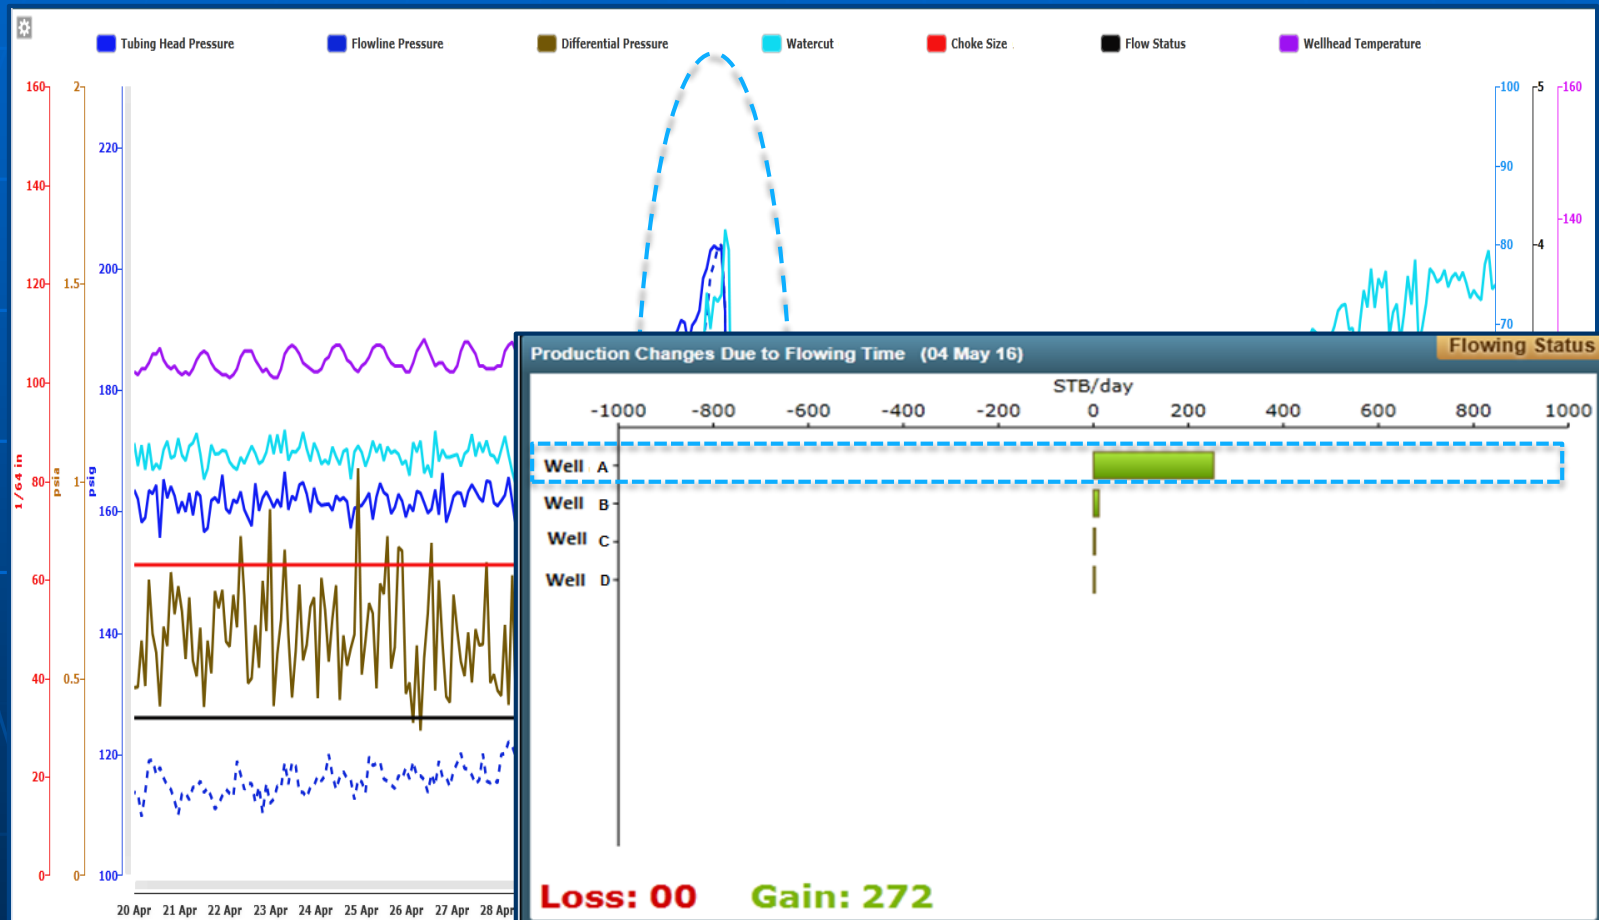 Tubing Head Pressure Flowline Pressure Differential Pressure Watercut Choke Size Flow Status Wellhead Temperature
160 2 100 5 160
220
90
140 140
200 80 4
120 1.5
70
Production Changes Due to Flowing Time (04 May 16) Flowing Status
180
100
STB/day
-1000 -800 -600 -400 -200 0 200 400 600 800 1000
Well A
80 1
1/64 in psia psig
160
Well B
Well C
60
Well D
140
40 0.5
120
20
0 0 100
Loss: 00 Gain: 272
20 Apr 21 Apr 22 Apr 23 Apr 24 Apr 25 Apr 26 Apr 27 Apr 28 Apr